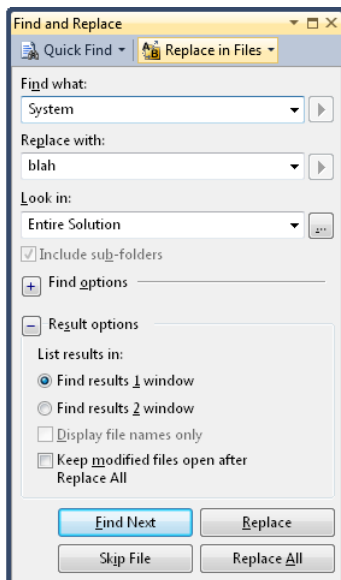 Find and Replace
Quick Find Replace in Files
Find what:
System
Replace with:
blah
Look in:
Entire Solution
...
Include sub-folders
Find options
Result options
List results in:
Find results 1 window
Find results 2 window
Display file names only
Keep modified files open after
Replace All
Find Next Replace
Skip File Replace All